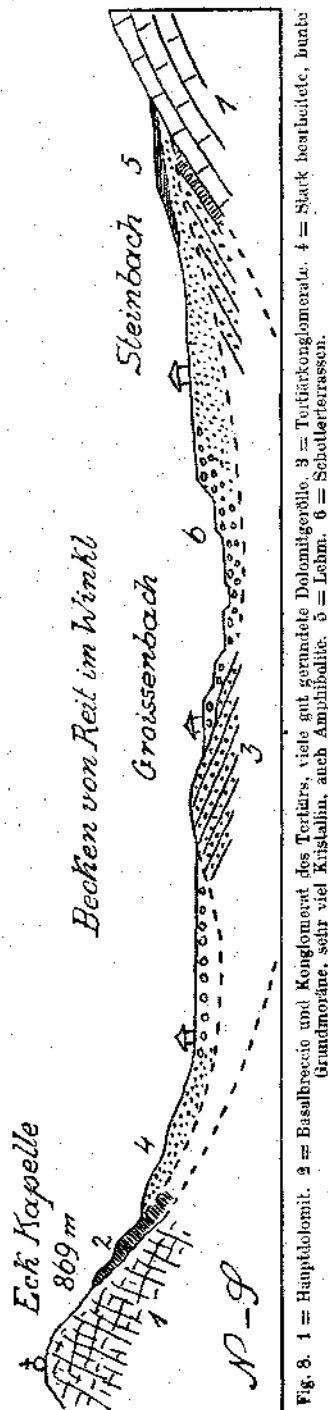 Eck Kapelle
869 m
Becken von Reit im Winkl
Groissenbach
Steinbach
1
2
4
3
6
5
1
N-S
Fig. 8. 1 = Hauptdolomit. 2 = Basalbreccie und Konglomerat des Tertiärs, viele gut gerundete Dolomitgerölle. 3 = Tertiärkonglomerate. 4 = Stark bearbeitete, bunte
Grundmoräne, sehr viel Kristallin, auch Amphibolite. 5 = Lehm. 6 = Schotterterrassen.